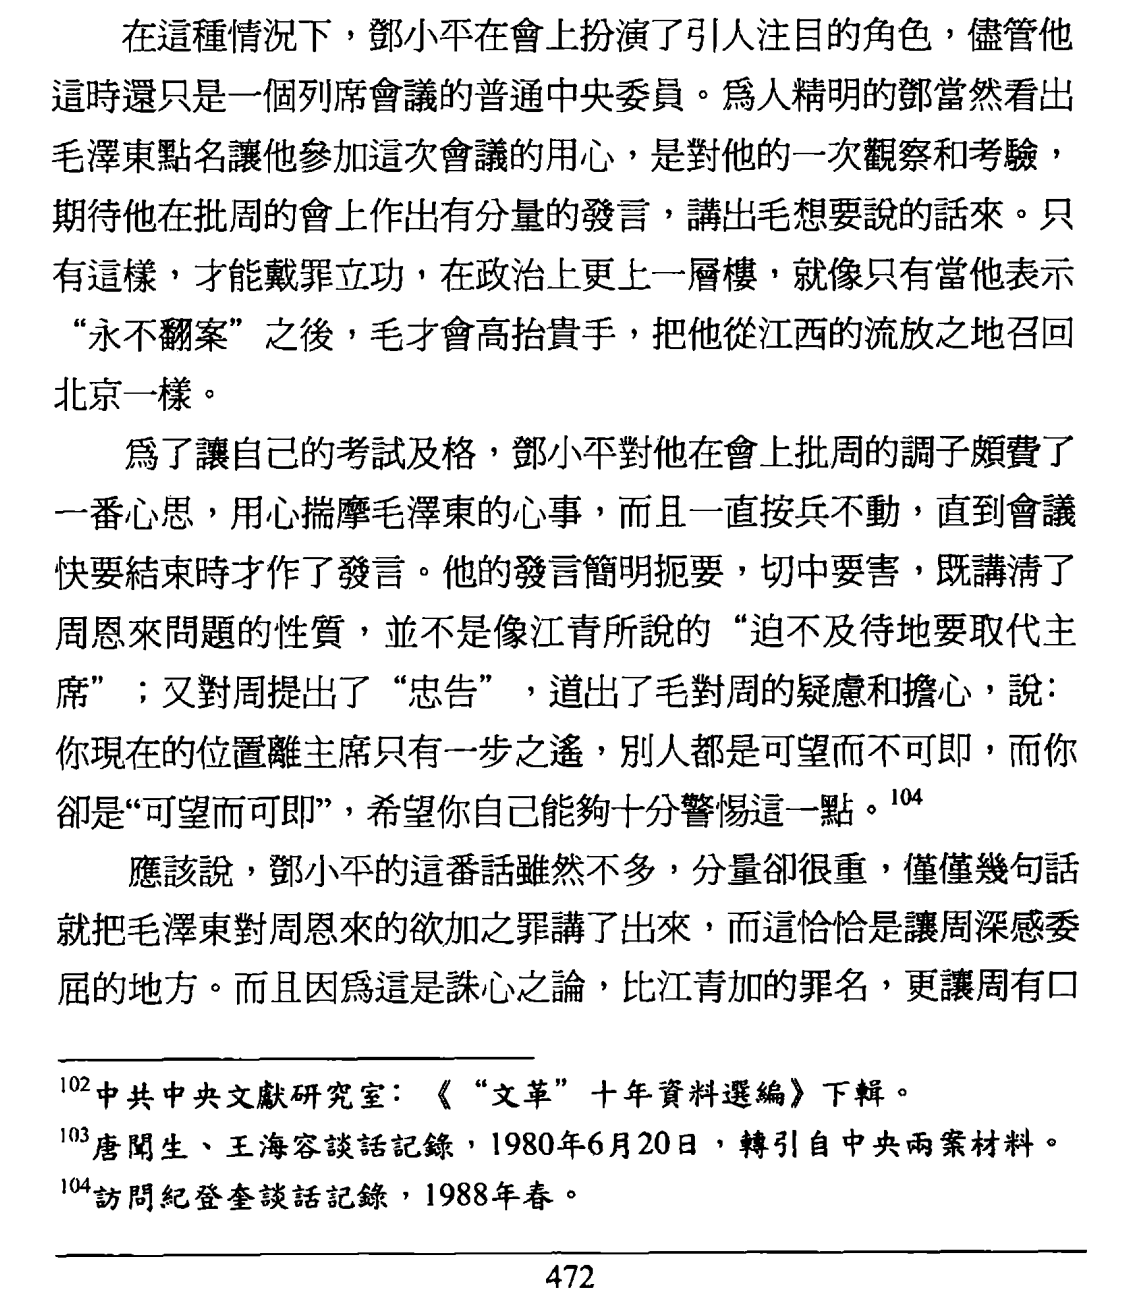 在這種情況下，鄧小平在會上扮演了引人注目的角色，儘管他
這時還只是一個列席會議的普通中央委員。爲人精明的鄧當然看出
毛澤東點名讓他參加這次會議的用心，是對他的一次觀察和考驗，
期待他在批周的會上作出有分量的發言，講出毛想要說的話來。只
有這樣，才能戴罪立功，在政治上更上一層樓，就像只有當他表示
“永不翻案”之後，毛才會高抬貴手，把他從江西的流放之地召回
北京一樣。
爲了讓自己的考試及格，鄧小平對他在會上批周的調子頗費了
一番心思，用心揣摩毛澤東的心事，而且一直按兵不動，直到會議
快要結束時才作了發言。他的發言簡明扼要，切中要害，既講清了
周恩來問題的性質，並不是像江青所說的“迫不及待地要取代主
席”；又對周提出了“忠告”，道出了毛對周的疑慮和擔心，說：
你現在的位置離主席只有一步之遙，別人都是可望而不可即，而你
卻是“可望而可即”，希望你自己能夠十分警惕這一點。104
應該說，鄧小平的這番話雖然不多，分量卻很重，僅僅幾句話
就把毛澤東對周恩來的欲加之罪講了出來，而這恰恰是讓周深感委
屈的地方。而且因爲這是誅心之論，比江青加的罪名，更讓周有口
102中共中央文獻研究室：《“文革”十年資料選編》下輯。
103唐聞生、王海容談話記錄，1980年6月20日，轉引自中央兩案材料。
104訪問紀登奎談話記錄，1988年春。
472